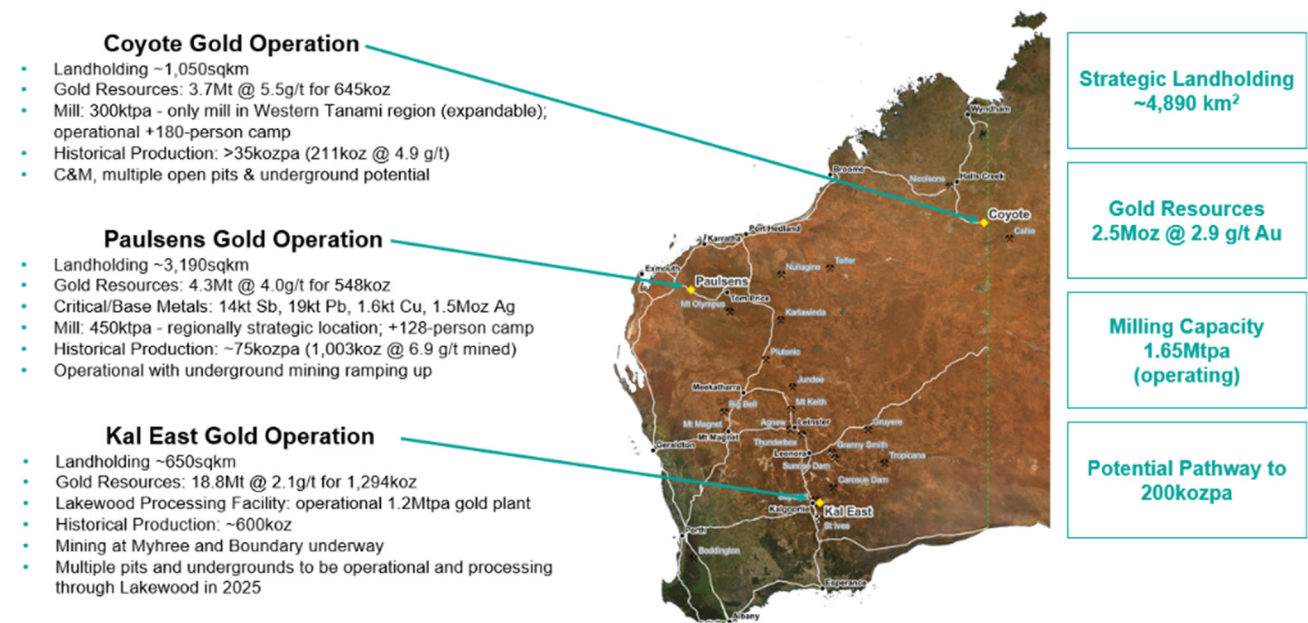 Coyote Gold Operation
• Landholding ~1,050sqkm
• Gold Resources: 3.7Mt @ 5.5g/t for 645koz
• Mill: 300ktpa - only mill in Western Tanami region (expandable);
operational +180-person camp
• Historical Production: >35kozpa (211koz @ 4.9 g/t)
• C&M, multiple open pits & underground potential
Paulsens Gold Operation
• Landholding ~3,190sqkm
• Gold Resources: 4.3Mt @ 4.0g/t for 548koz
• Critical/Base Metals: 14kt Sb, 19kt Pb, 1.6kt Cu, 1.5Moz Ag
• Mill: 450ktpa - regionally strategic location; +128-person camp
• Historical Production: ~75kozpa (1,003koz @ 6.9 g/t mined)
• Operational with underground mining ramping up
Kal East Gold Operation
• Landholding ~650sqkm
• Gold Resources: 18.8Mt @ 2.1g/t for 1,294koz
• Lakewood Processing Facility: operational 1.2Mtpa gold plant
• Historical Production: ~600koz
• Mining at Myhree and Boundary underway
• Multiple pits and undergrounds to be operational and processing
through Lakewood in 2025
Wyndham
Broome
Nicolsons
Halls Creek
Coyote
Callie
Port Hedland
Karratha
Exmouth
Nullagine
Telfer
Paulsens
Mt Olympus
Tom Price
Karlawinda
Plutonic
Jundee
Meekatharra
Big Bell
Mt Keith
Mt Magnet
Mt Magnet
Agnew
Leinster
Gruyere
Geraldton
Thunderbox
Leonora
Granny Smith
Sunrise Dam
Tropicana
Carosue Dam
Kalgoorlie
Kal East
St Ives
Perth
Boddington
Esperance
Albany
Strategic Landholding
~4,890 km²
Gold Resources
2.5Moz @ 2.9 g/t Au
Milling Capacity
1.65Mtpa
(operating)
Potential Pathway to
200kozpa